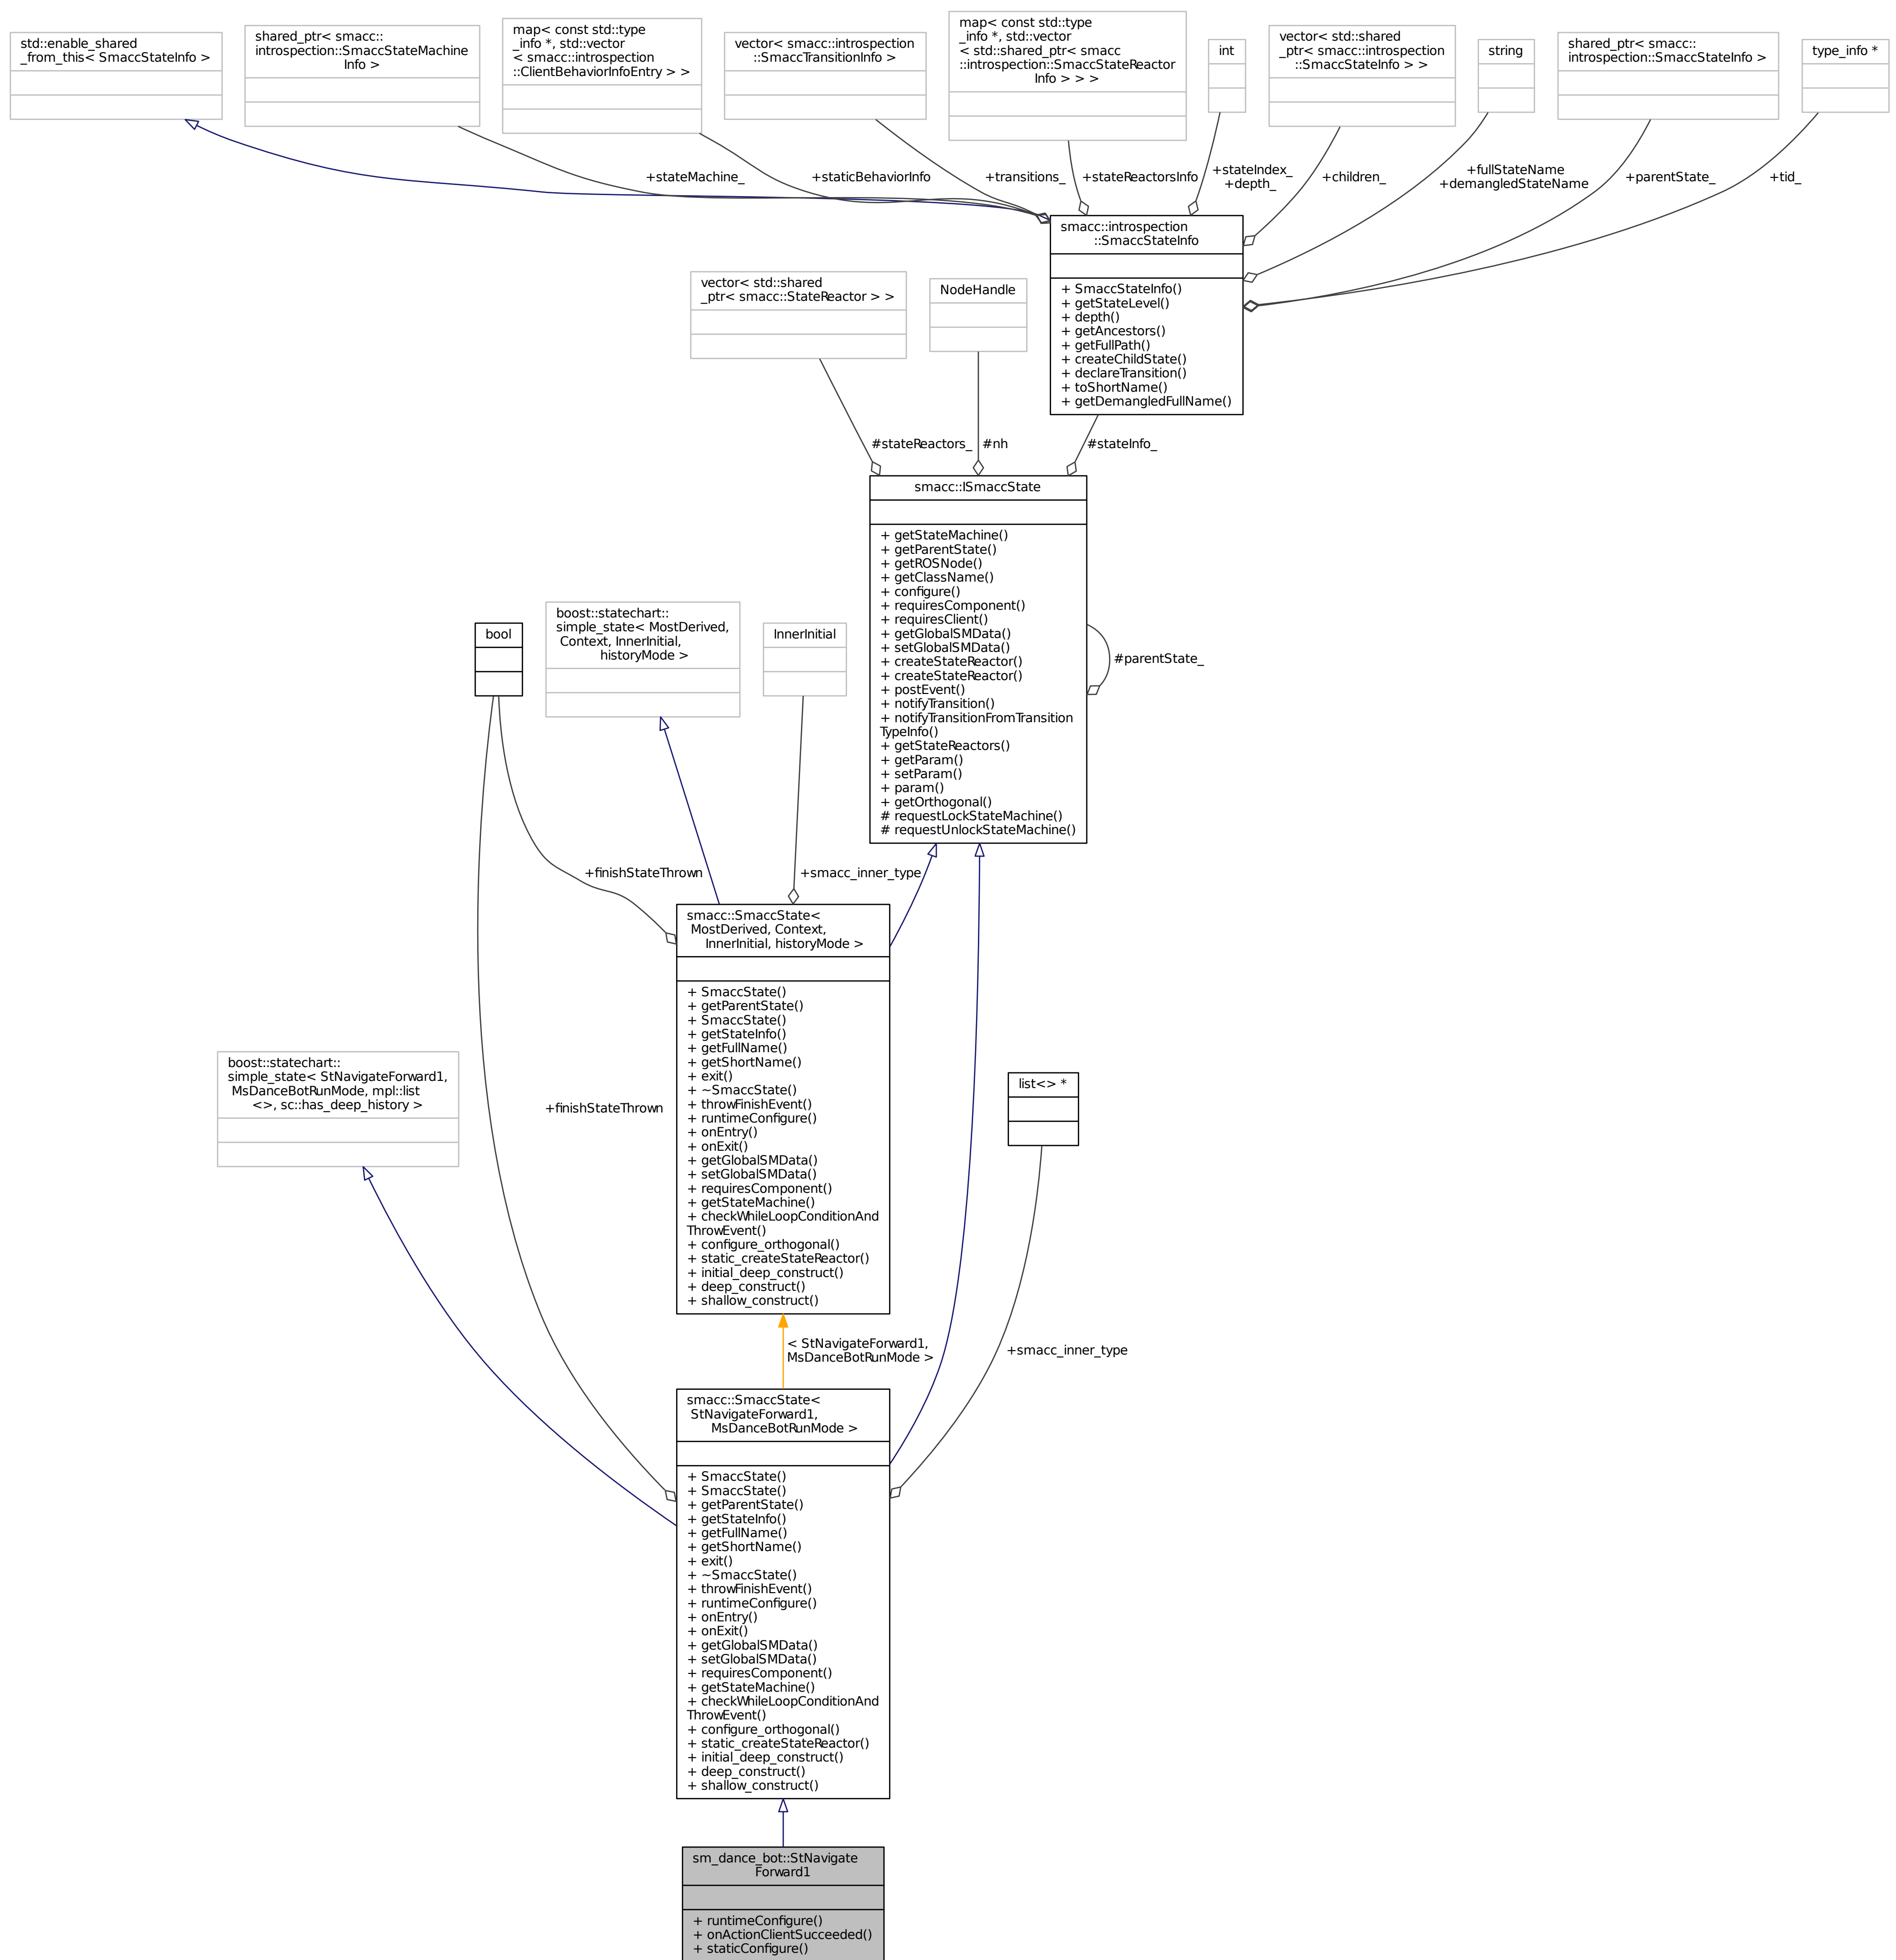 std::enable_shared
_from_this< SmaccStateInfo >
shared_ptr< smacc::
introspection::SmaccStateMachine
Info >
map< const std::type
_info *, std::vector
< smacc::introspection
::ClientBehaviorInfoEntry > >
vector< smacc::introspection
::SmaccTransitionInfo >
map< const std::type
_info *, std::vector
< std::shared_ptr< smacc
::introspection::SmaccStateReactor
Info > > >
int
vector< std::shared
_ptr< smacc::introspection
::SmaccStateInfo > >
string
shared_ptr< smacc::
introspection::SmaccStateInfo >
type_info *
+stateMachine_
+staticBehaviorInfo
+transitions_
+stateReactorsInfo
+stateIndex_
+depth_
+children_
+fullStateName
+demangledStateName
+parentState_
+tid_
smacc::introspection
::SmaccStateInfo
+ SmaccStateInfo()
+ getStateLevel()
+ depth()
+ getAncestors()
+ getFullPath()
+ createChildState()
+ declareTransition()
+ toShortName()
+ getDemangledFullName()
vector< std::shared
_ptr< smacc::StateReactor > >
NodeHandle
#stateReactors_
#nh
#stateInfo_
smacc::ISmaccState
+ getStateMachine()
+ getParentState()
+ getROSNode()
+ getClassName()
+ configure()
+ requiresComponent()
+ requiresClient()
+ getGlobalSMData()
+ setGlobalSMData()
+ createStateReactor()
+ createStateReactor()
+ postEvent()
+ notifyTransition()
+ notifyTransitionFromTransition
TypeInfo()
+ getStateReactors()
+ getParam()
+ setParam()
+ param()
+ getOrthogonal()
# requestLockStateMachine()
# requestUnlockStateMachine()
#parentState_
bool
boost::statechart::
simple_state< MostDerived,
Context, InnerInitial,
historyMode >
InnerInitial
+finishStateThrown
+smacc_inner_type
smacc::SmaccState<
MostDerived, Context,
InnerInitial, historyMode >
+ SmaccState()
+ getParentState()
+ SmaccState()
+ getStateInfo()
+ getFullName()
+ getShortName()
+ exit()
+ ~SmaccState()
+ throwFinishEvent()
+ runtimeConfigure()
+ onEntry()
+ onExit()
+ getGlobalSMData()
+ setGlobalSMData()
+ requiresComponent()
+ getStateMachine()
+ checkWhileLoopConditionAnd
ThrowEvent()
+ configure_orthogonal()
+ static_createStateReactor()
+ initial_deep_construct()
+ deep_construct()
+ shallow_construct()
boost::statechart::
simple_state< StNavigateForward1,
MsDanceBotRunMode, mpl::list
<>, sc::has_deep_history >
+finishStateThrown
list<> *
< StNavigateForward1,
MsDanceBotRunMode >
+smacc_inner_type
smacc::SmaccState<
StNavigateForward1,
MsDanceBotRunMode >
+ SmaccState()
+ SmaccState()
+ getParentState()
+ getStateInfo()
+ getFullName()
+ getShortName()
+ exit()
+ ~SmaccState()
+ throwFinishEvent()
+ runtimeConfigure()
+ onEntry()
+ onExit()
+ getGlobalSMData()
+ setGlobalSMData()
+ requiresComponent()
+ getStateMachine()
+ checkWhileLoopConditionAnd
ThrowEvent()
+ configure_orthogonal()
+ static_createStateReactor()
+ initial_deep_construct()
+ deep_construct()
+ shallow_construct()
sm_dance_bot::StNavigate
Forward1
+ runtimeConfigure()
+ onActionClientSucceeded()
+ staticConfigure()